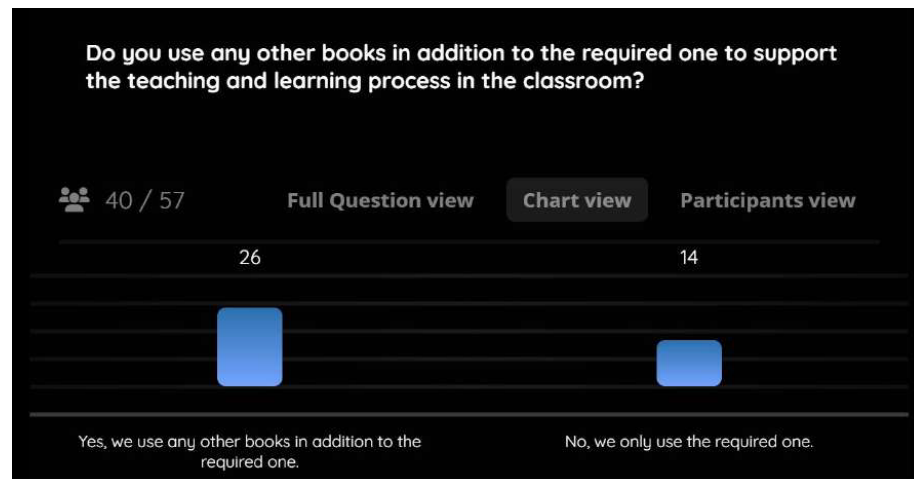 Do you use any other books in addition to the required one to support
the teaching and learning process in the classroom?
40 / 57
Full Question view
Chart view
Participants view
26
14
Yes, we use any other books in addition to the
required one.
No, we only use the required one.